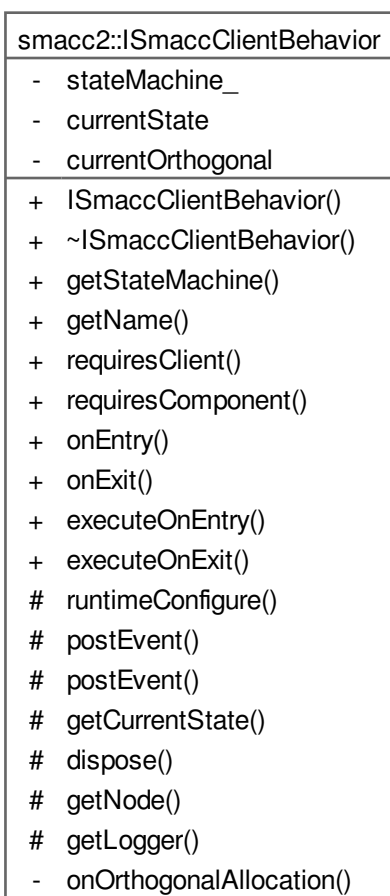 smacc2::ISmaccClientBehavior
- stateMachine_
- currentState
- currentOrthogonal
+ ISmaccClientBehavior()
+ ~ISmaccClientBehavior()
+ getStateMachine()
+ getName()
+ requiresClient()
+ requiresComponent()
+ onEntry()
+ onExit()
+ executeOnEntry()
+ executeOnExit()
# runtimeConfigure()
# postEvent()
# postEvent()
# getCurrentState()
# dispose()
# getNode()
# getLogger()
- onOrthogonalAllocation()